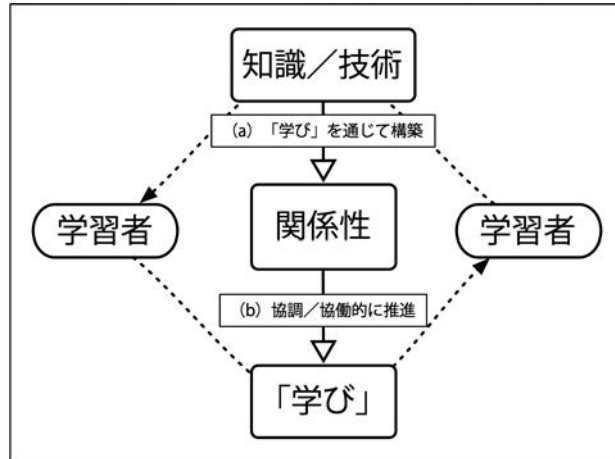 知識／技術
（a）「学び」を通じて構築
学習者
関係性
学習者
（b）協調／協働的に推進
「学び」